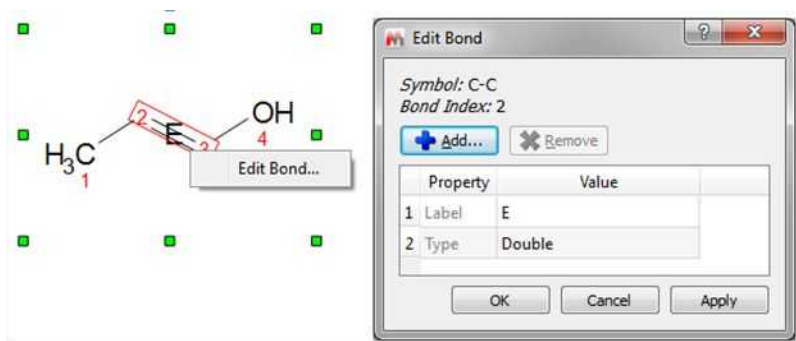 2 E 3
OH
4
H3C
1
Edit Bond...
Edit Bond
?
Symbol: C-C
Bond Index: 2
Add... Remove
Property Value
1 Label E
2 Type Double
OK Cancel Apply